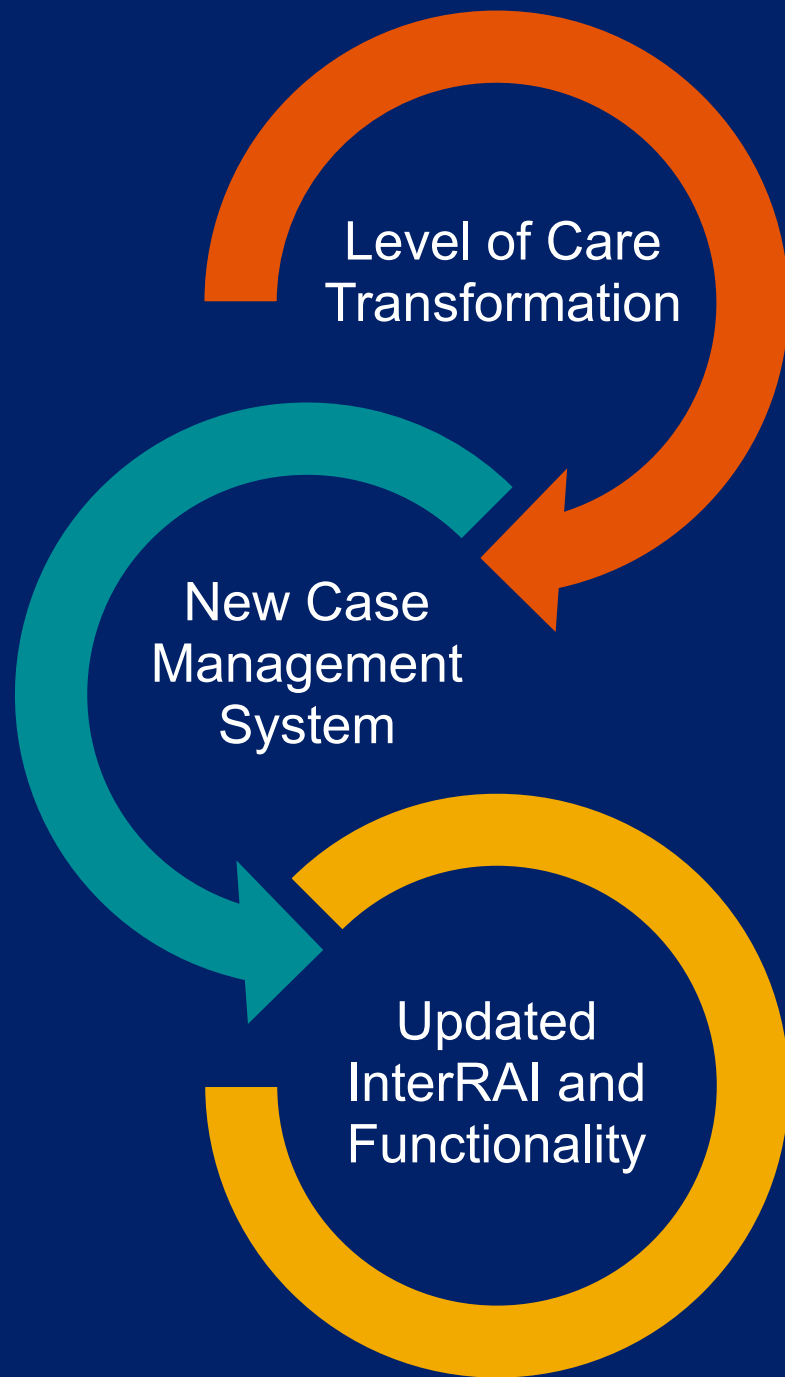 Level of Care
Transformation
New Case
Management
System
Updated
InterRAI and
Functionality